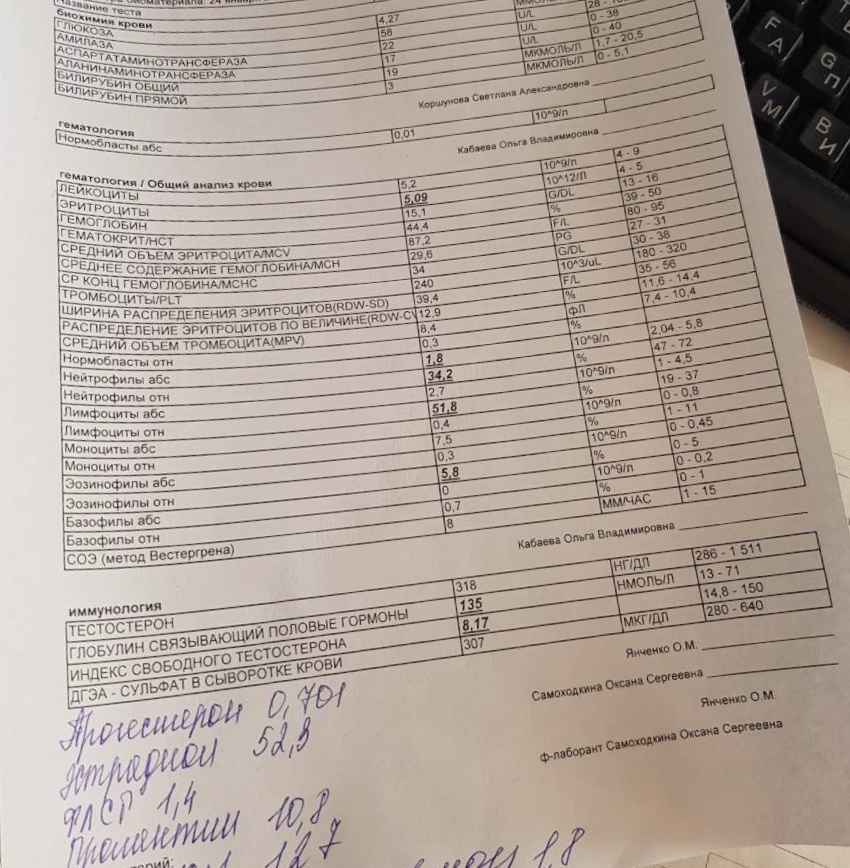 Название теста
биохимия крови
ГЛЮКОЗА 4,27
АМИЛАЗА 58 U/L 28 -
АСПАРТАТАМИНОТРАНСФЕРАЗА 22 U/L 0 - 38
АЛАНИНАМИНОТРАНСФЕРАЗА 17 U/L 0 - 40
БИЛИРУБИН ОБЩИЙ 19 МКМОЛЬ/Л 1,7 - 20,5
БИЛИРУБИН ПРЯМОЙ 3 МКМОЛЬ/Л 0 - 5,1
Коршунова Светлана Александровна
гематология
Нормобласты абс 0,01 10^9/л
Кабаева Ольга Владимировна
гематология / Общий анализ крови
ЛЕЙКОЦИТЫ 5,2 10^9/л 4 - 9
ЭРИТРОЦИТЫ 5,09 10^12/Л 4 - 5
ГЕМОГЛОБИН 15,1 G/DL 13 - 16
ГЕМАТОКРИТ/HCT 44,4 % 39 - 50
СРЕДНИЙ ОБЪЕМ ЭРИТРОЦИТА/MCV 87,2 F/L 80 - 95
СРЕДНЕЕ СОДЕРЖАНИЕ ГЕМОГЛОБИНА/MCH 29,6 PG 27 - 31
СР КОНЦ ГЕМОГЛОБИНА/MCHC 34 G/DL 30 - 38
ТРОМБОЦИТЫ/PLT 240 10^3/uL 180 - 320
ШИРИНА РАСПРЕДЕЛЕНИЯ ЭРИТРОЦИТОВ(RDW-SD) 39,4 F/L 35 - 56
РАСПРЕДЕЛЕНИЕ ЭРИТРОЦИТОВ ПО ВЕЛИЧИНЕ(RDW-CV 12,9 % 11,6 - 14,4
СРЕДНИЙ ОБЪЕМ ТРОМБОЦИТА(MPV) 8,4 фЛ 7,4 - 10,4
Нормобласты отн 0,3 %
Нейтрофилы абс 1,8 10^9/л 2,04 - 5,8
Нейтрофилы отн 34,2 % 47 - 72
Лимфоциты абс 2,7 10^9/л 1 - 4,5
Лимфоциты отн 51,8 % 19 - 37
Моноциты абс 0,4 10^9/л 0 - 0,8
Моноциты отн 7,5 % 1 - 11
Эозинофилы абс 0,3 10^9/л 0 - 0,45
Эозинофилы отн 5,8 % 0 - 5
Базофилы абс 0 10^9/л 0 - 0,2
Базофилы отн 0,7 % 0 - 1
СОЭ (метод Вестергрена) 8 ММ/ЧАС 1 - 15
Кабаева Ольга Владимировна
иммунология
ТЕСТОСТЕРОН 318 НГ/ДЛ 286 - 1 511
ГЛОБУЛИН СВЯЗЫВАЮЩИЙ ПОЛОВЫЕ ГОРМОНЫ 135 НМОЛЬ/Л 13 - 71
ИНДЕКС СВОБОДНОГО ТЕСТОСТЕРОНА 8,17 14,8 - 150
ДГЭА - СУЛЬФАТ В СЫВОРОТКЕ КРОВИ 307 МКГ/ДЛ 280 - 640
Янченко О.М.
Самоходкина Оксана Сергеевна
Янченко О.М.
ф-лаборант Самоходкина Оксана Сергеевна
Прогестерон 0,701
Эстрадиол 52,9
ФЛСГ 1,4
Пролактин 10,8